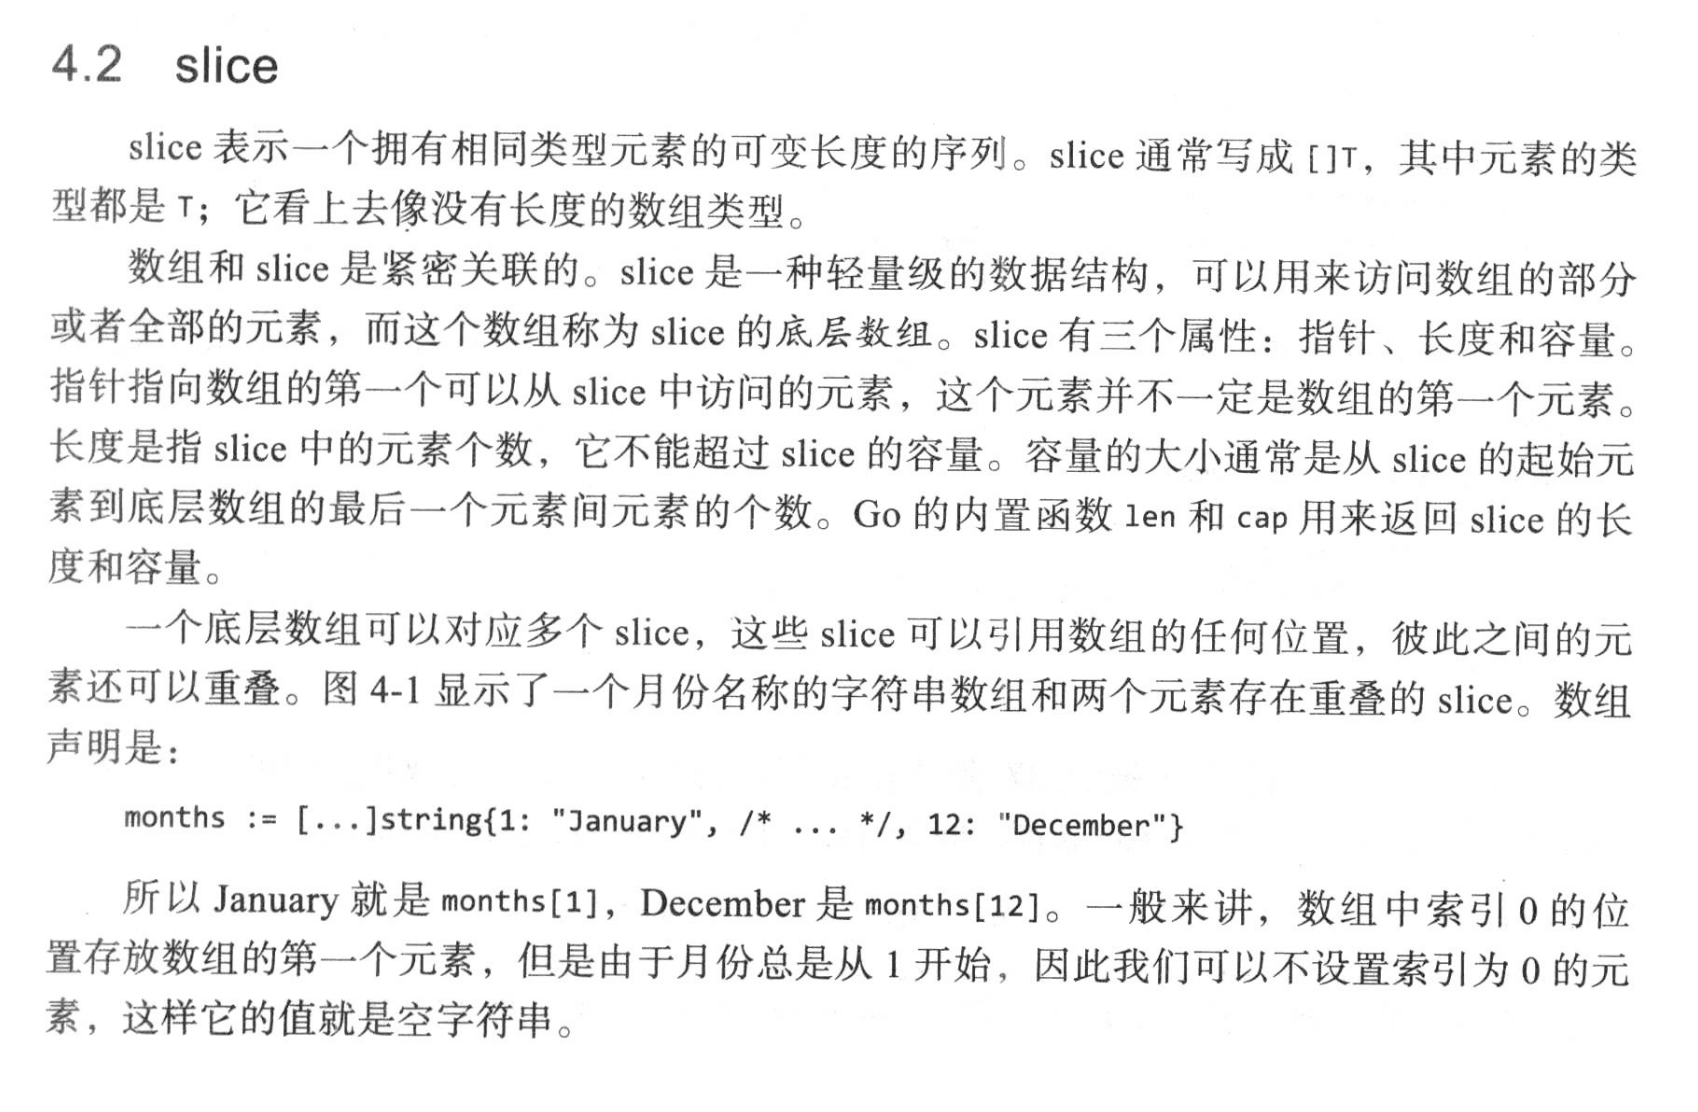 4.2 slice
slice 表示一个拥有相同类型元素的可变长度的序列。slice 通常写成 []T，其中元素的类
型都是 T；它看上去像没有长度的数组类型。
数组和 slice 是紧密关联的。slice 是一种轻量级的数据结构，可以用来访问数组的部分
或者全部的元素，而这个数组称为 slice 的底层数组。slice 有三个属性：指针、长度和容量。
指针指向数组的第一个可以从 slice 中访问的元素，这个元素并不一定是数组的第一个元素。
长度是指 slice 中的元素个数，它不能超过 slice 的容量。容量的大小通常是从 slice 的起始元
素到底层数组的最后一个元素间元素的个数。Go 的内置函数 len 和 cap 用来返回 slice 的长
度和容量。
一个底层数组可以对应多个 slice，这些 slice 可以引用数组的任何位置，彼此之间的元
素还可以重叠。图 4-1 显示了一个月份名称的字符串数组和两个元素存在重叠的 slice。数组
声明是：
months := [...]string{1: "January", /* ... */, 12: "December"}
所以 January 就是 months[1]，December 是 months[12]。一般来讲，数组中索引 0 的位
置存放数组的第一个元素，但是由于月份总是从 1 开始，因此我们可以不设置索引为 0 的元
素，这样它的值就是空字符串。